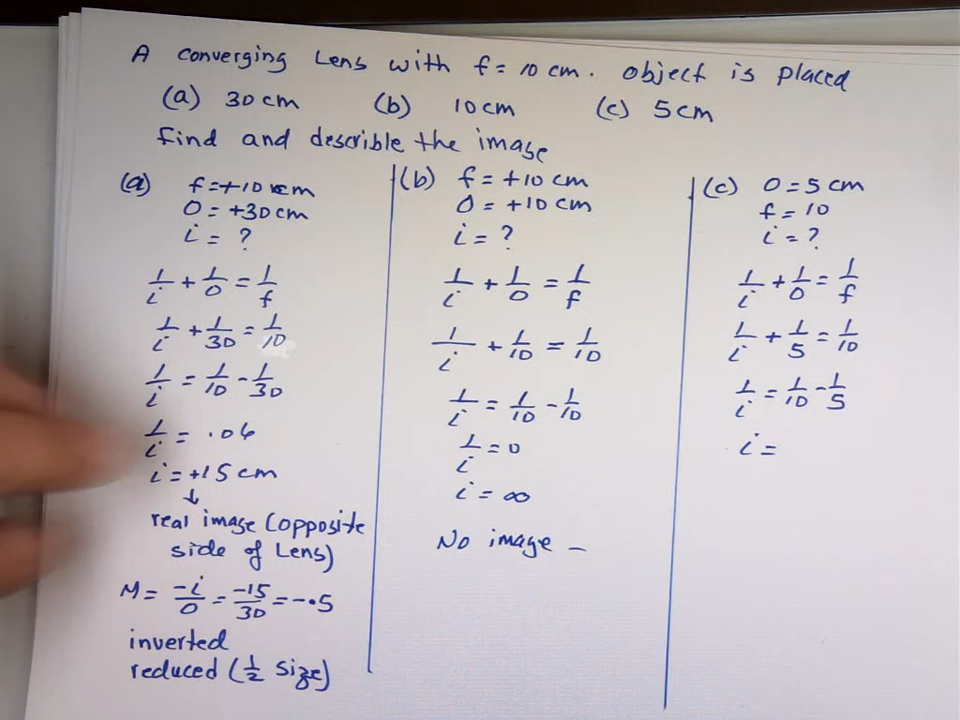 A converging Lens with f = 10 cm. object is placed
(a) 30 cm (b) 10 cm (c) 5 cm
find and describle the image
(a) f = +10 cm
O = +30 cm
i = ?
1/i + 1/O = 1/f
1/i + 1/30 = 1/10
1/i = 1/10 - 1/30
1/i = .06
i = +15 cm
↓
real image (opposite
side of Lens)
M = -i/O = -15/30 = -.5
inverted
reduced (1/2 size)
(b) f = +10 cm
O = +10 cm
i = ?
1/i + 1/O = 1/f
1/i + 1/10 = 1/10
1/i = 1/10 - 1/10
1/i = 0
i = ∞
No image -
(c) O = 5 cm
f = 10
i = ?
1/i + 1/O = 1/f
1/i + 1/5 = 1/10
1/i = 1/10 - 1/5
i =